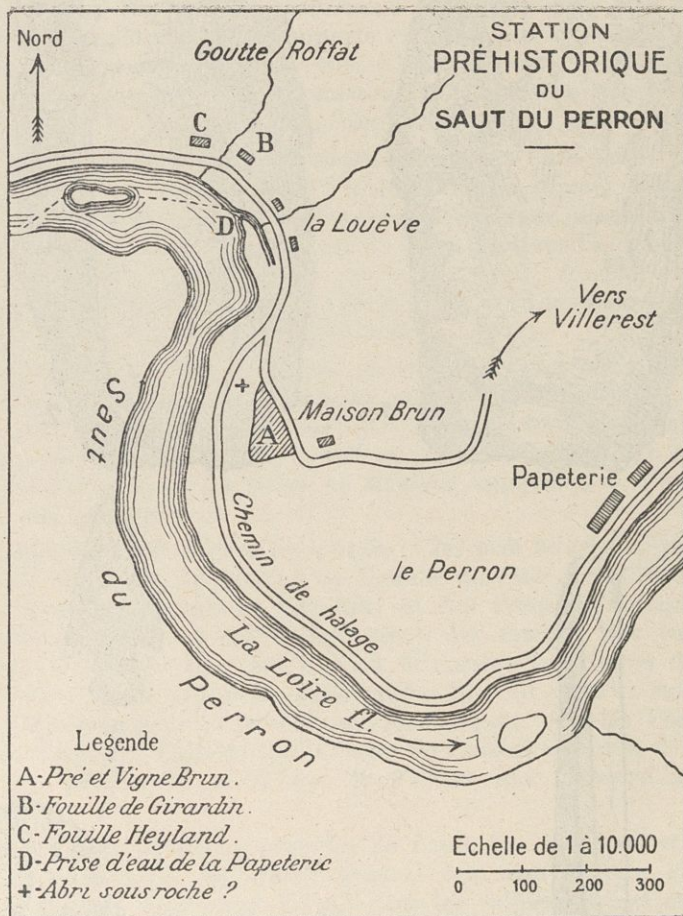 STATION
PRÉHISTORIQUE
DU
SAUT DU PERRON
Nord
Goutte Roffat
C
B
D
la Louève
Vers
Villerest
+
A
Maison Brun
Papeterie
Chemin de halage
le Perron
Saut du Perron
La Loire fl.
Legende
A-Pré et Vigne Brun.
B-Fouille de Girardin.
C-Fouille Heyland.
D-Prise d'eau de la Papeterie
+-Abri sous roche ?
Echelle de 1 à 10.000
0 100 200 300